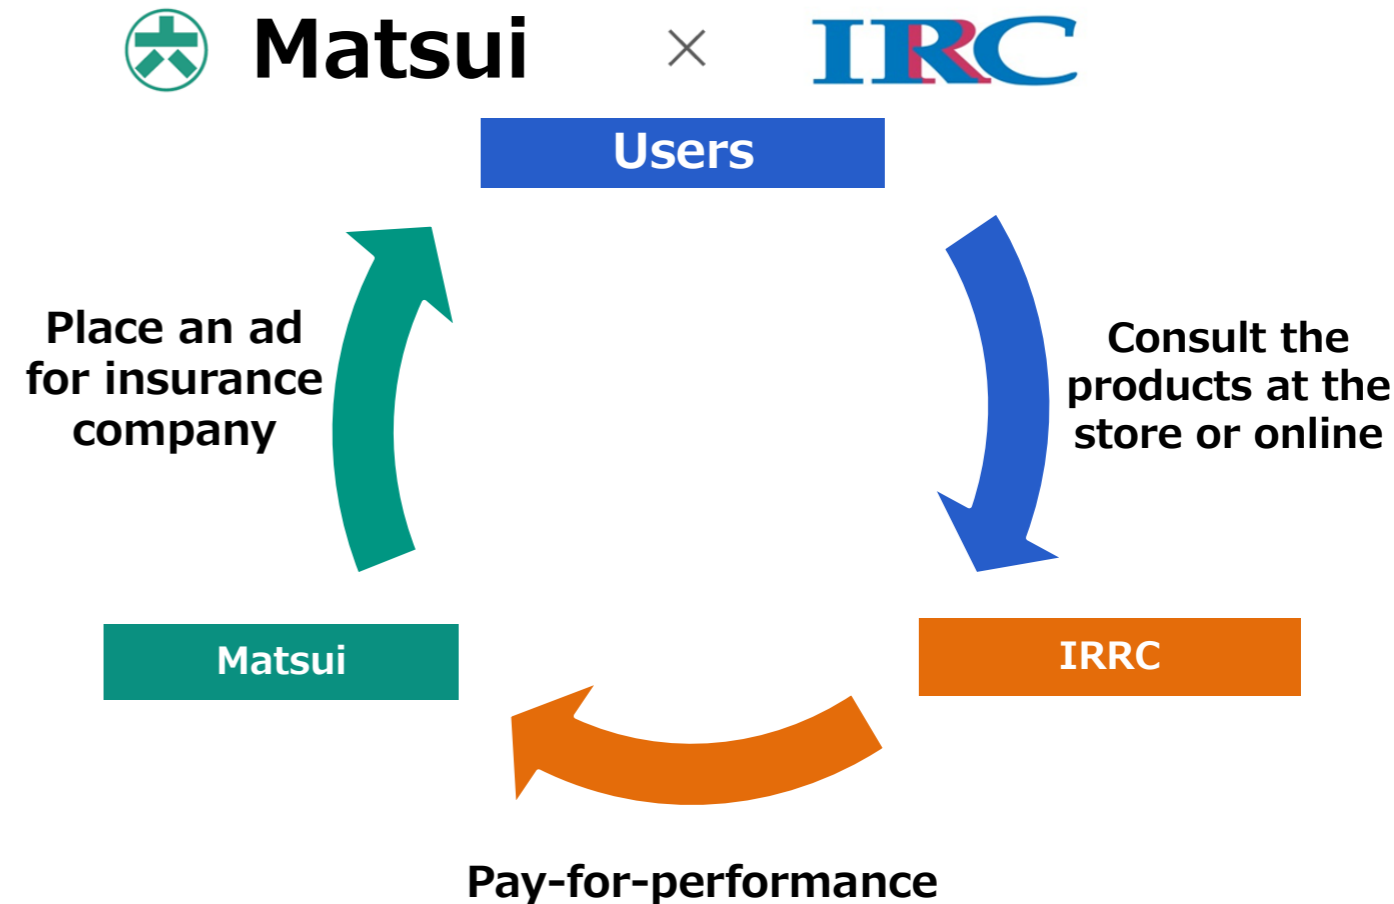 Matsui × IRRC
Users
Place an ad
for insurance
company
Consult the
products at the
store or online
Matsui
IRRC
Pay-for-performance